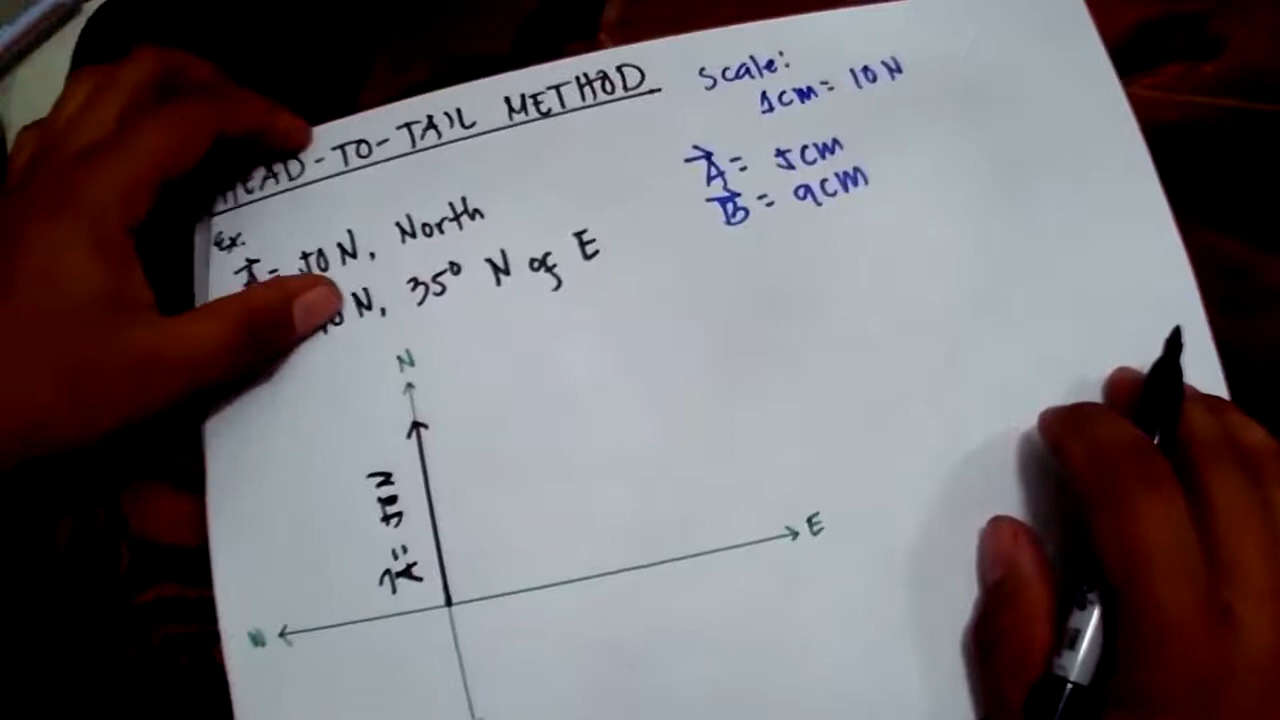 HEAD-TO-TAIL METHOD
Scale:
1cm = 10N
A = 5cm
B = 9cm
Ex.
A = 50N, North
N, 35° N of E
N
A = 50N
E
W